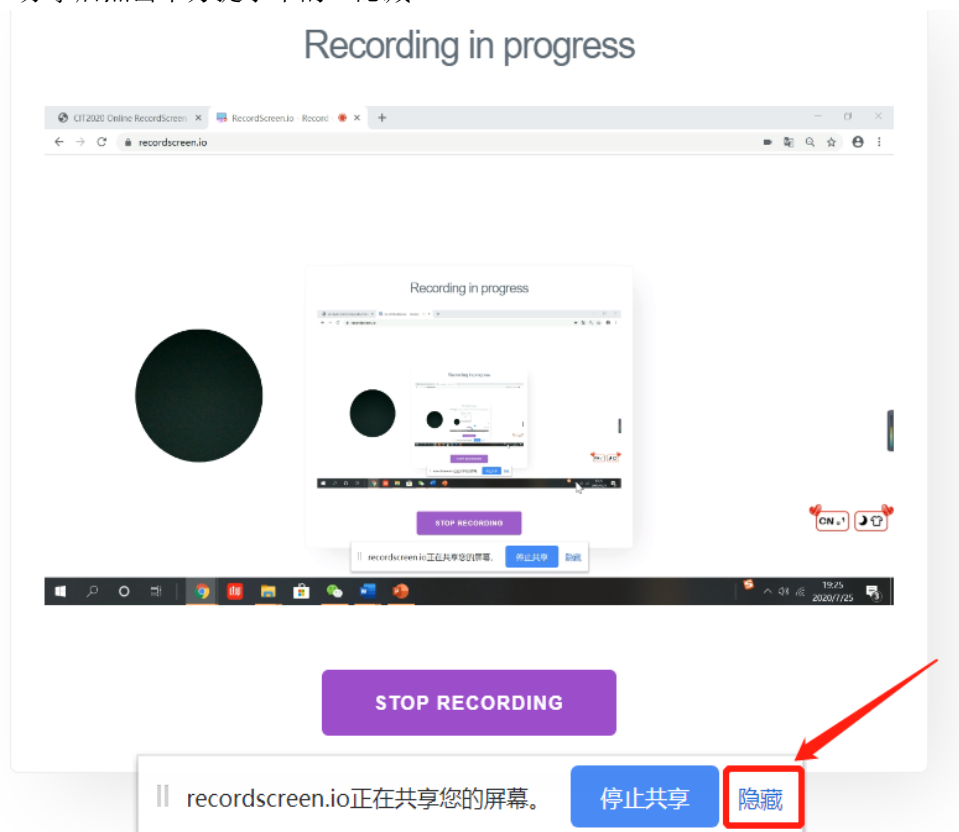 Recording in progress
CIT2020 Online RecordScreen
RecordScreen.io - Record
recordscreen.io
Recording in progress
STOP RECORDING
recordscreen.io正在共享您的屏幕。 停止共享 隐藏
CN
19:25
2020/7/25
STOP RECORDING
recordscreen.io正在共享您的屏幕。 停止共享 隐藏